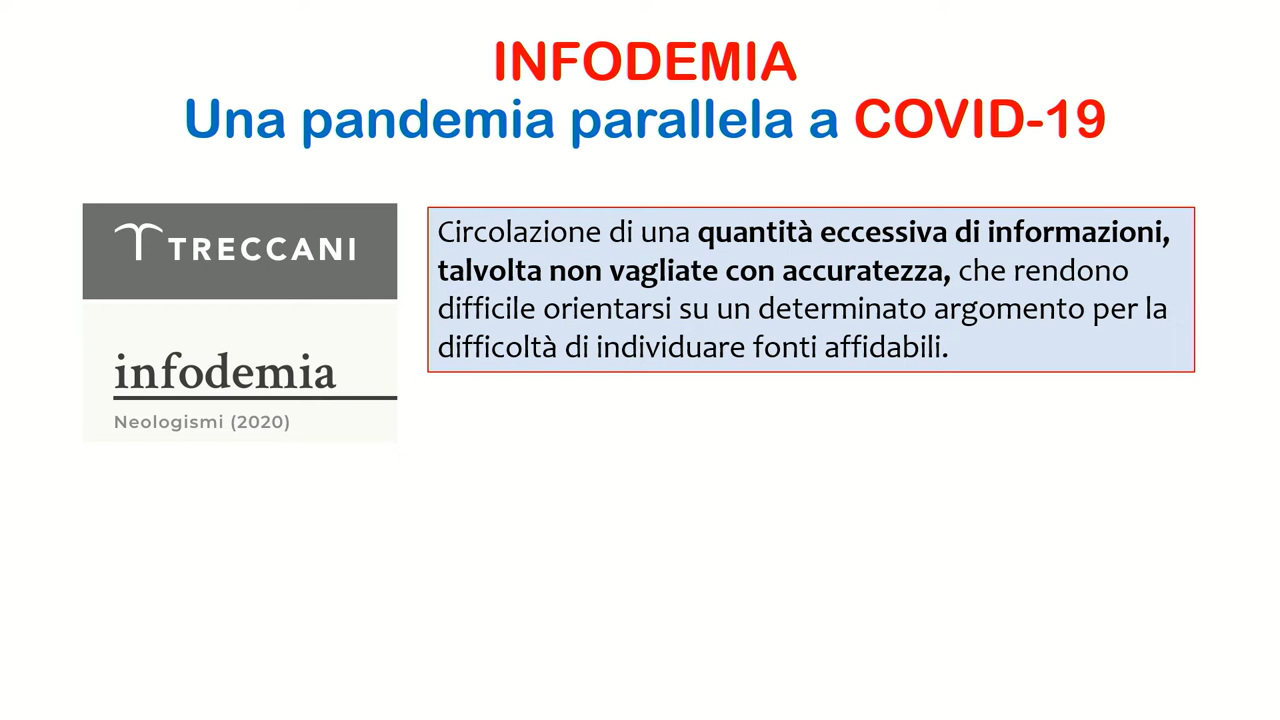 INFODEMIA
Una pandemia parallela a COVID-19
TRECCANI
infodemia
Neologismi (2020)
Circolazione di una quantità eccessiva di informazioni,
talvolta non vagliate con accuratezza, che rendono
difficile orientarsi su un determinato argomento per la
difficoltà di individuare fonti affidabili.